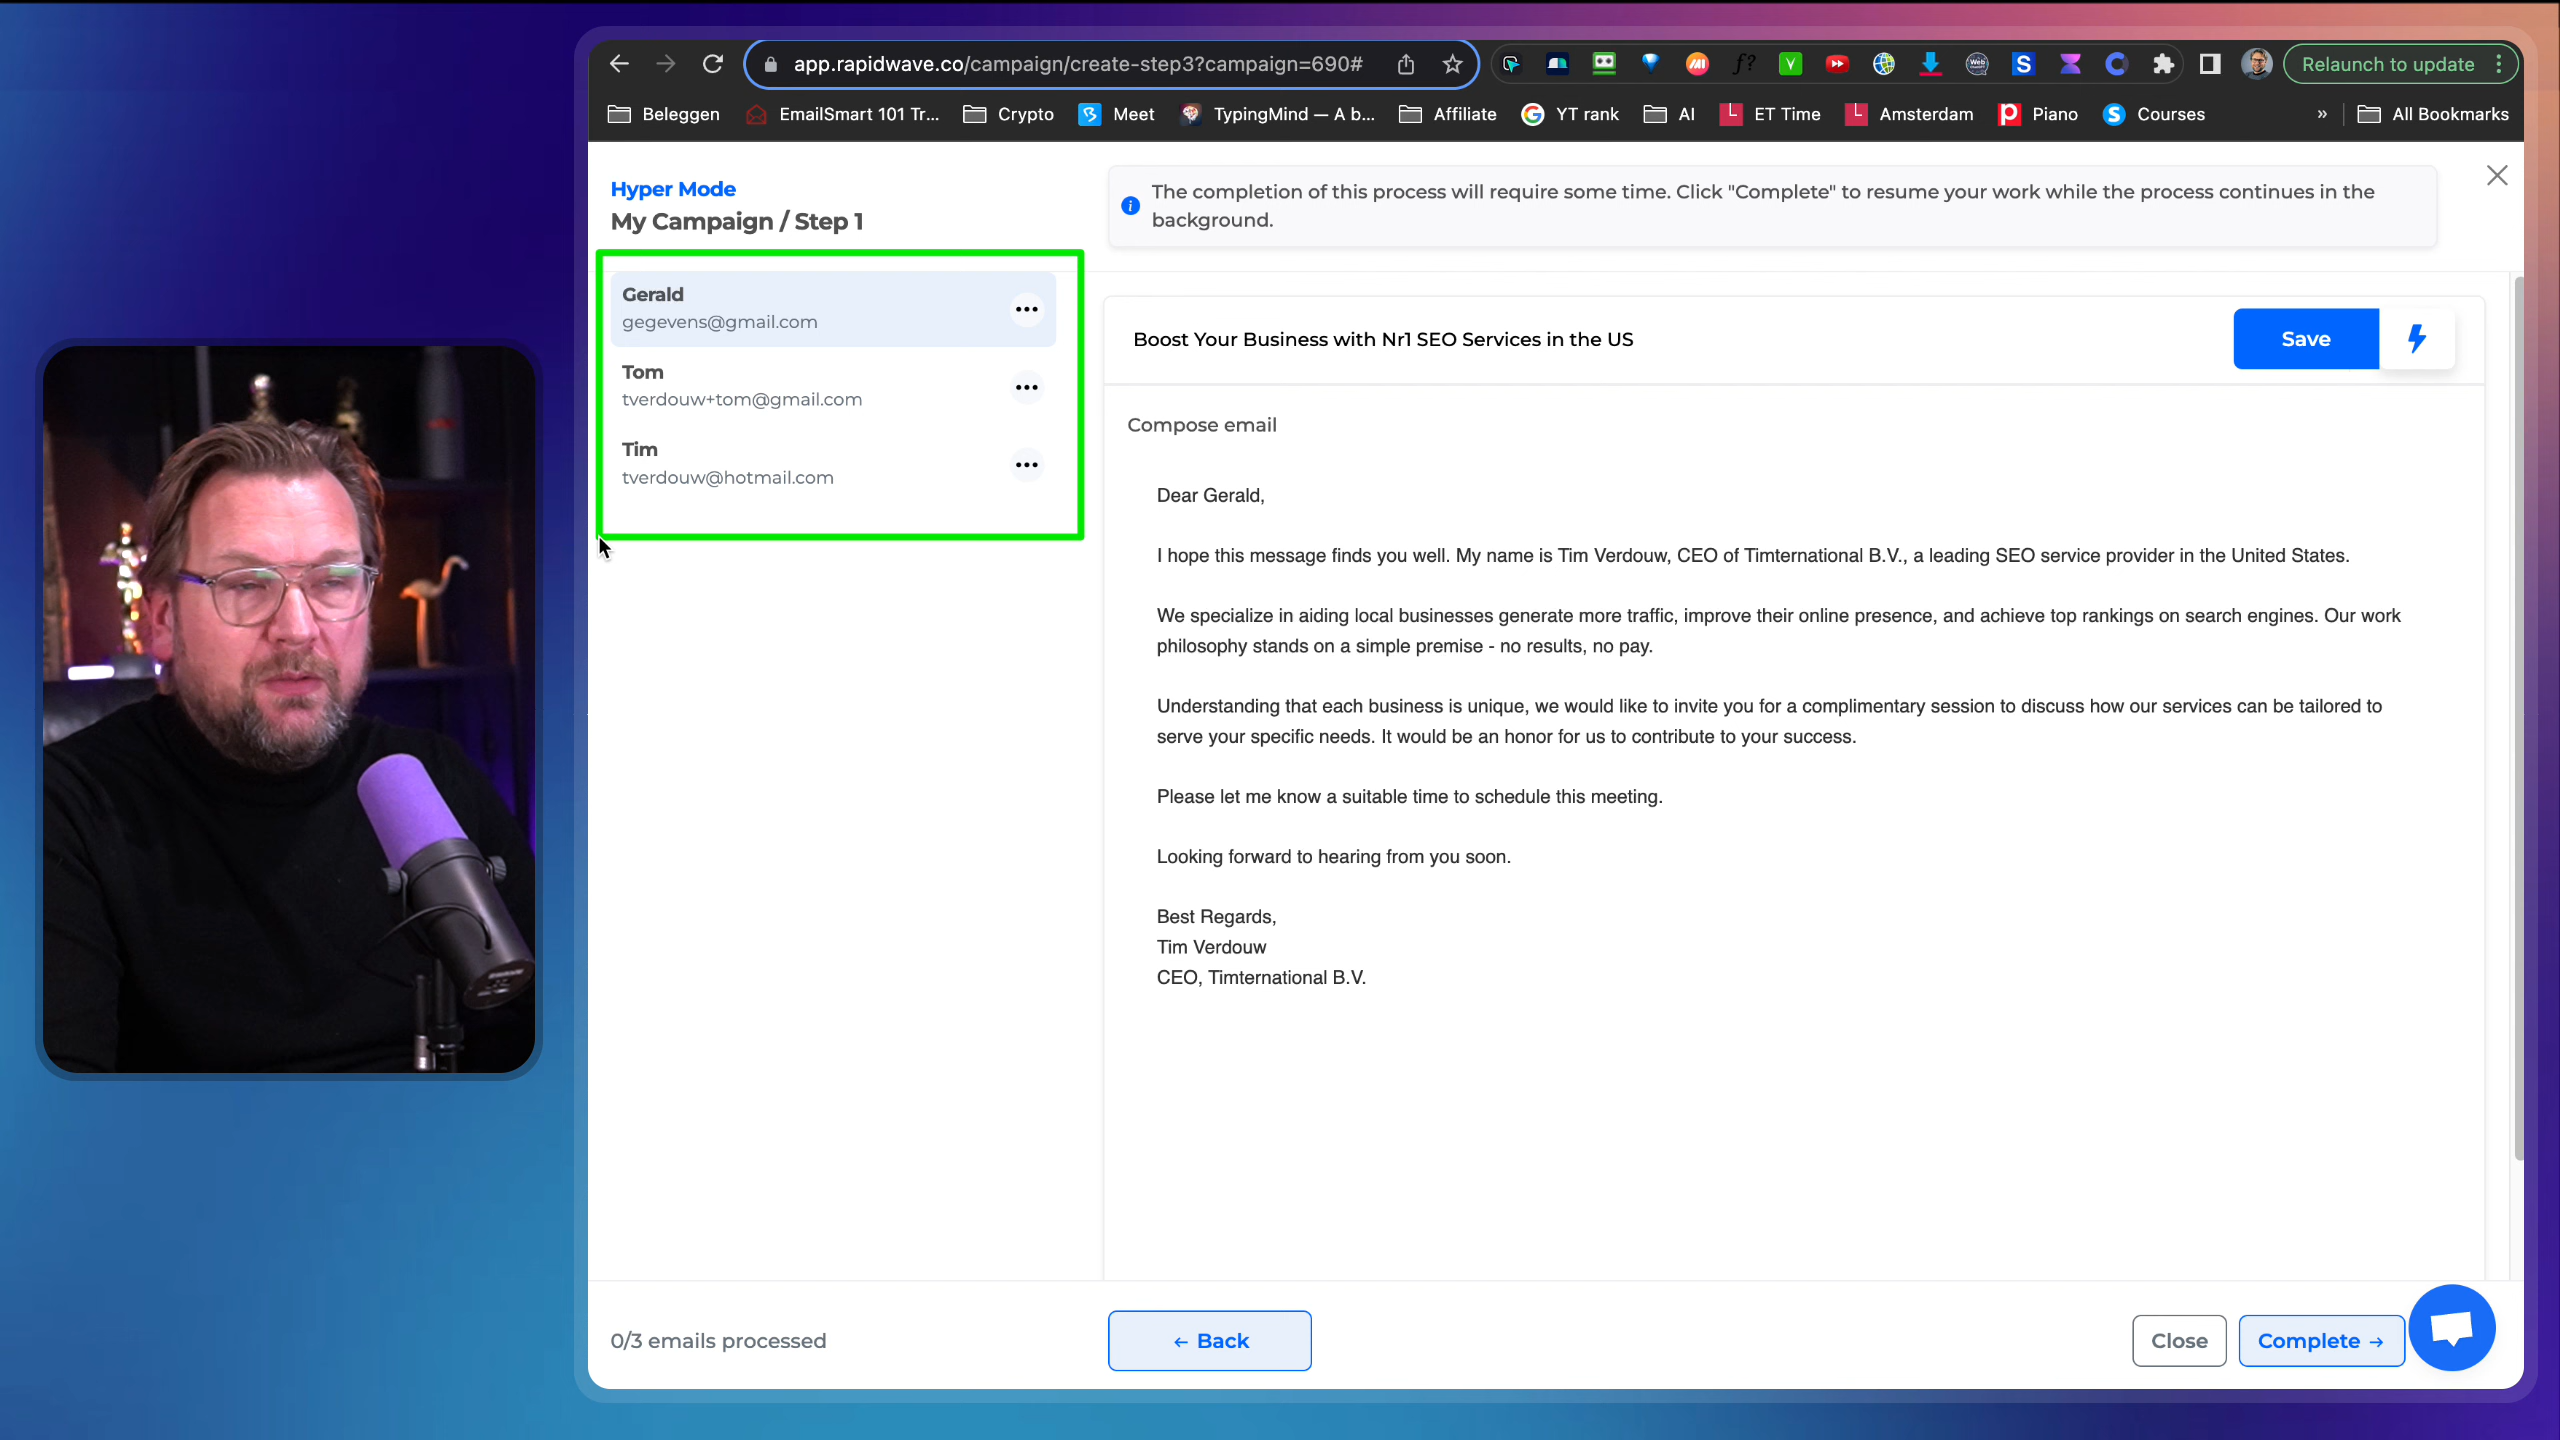 app.rapidwave.co/campaign/create-step3?campaign=690#
Relaunch to update
Beleggen
EmailSmart 101 Tr...
Crypto
Meet
TypingMind — A b...
Affiliate
YT rank
AI
ET Time
Amsterdam
Piano
Courses
»
All Bookmarks
Hyper Mode
My Campaign / Step 1
The completion of this process will require some time. Click "Complete" to resume your work while the process continues in the
background.
Gerald
gegevens@gmail.com
Tom
tverdouw+tom@gmail.com
Tim
tverdouw@hotmail.com
Boost Your Business with Nr1 SEO Services in the US
Save
Compose email
Dear Gerald,
I hope this message finds you well. My name is Tim Verdouw, CEO of Timternational B.V., a leading SEO service provider in the United States.
We specialize in aiding local businesses generate more traffic, improve their online presence, and achieve top rankings on search engines. Our work
philosophy stands on a simple premise - no results, no pay.
Understanding that each business is unique, we would like to invite you for a complimentary session to discuss how our services can be tailored to
serve your specific needs. It would be an honor for us to contribute to your success.
Please let me know a suitable time to schedule this meeting.
Looking forward to hearing from you soon.
Best Regards,
Tim Verdouw
CEO, Timternational B.V.
0/3 emails processed
← Back
Close
Complete →